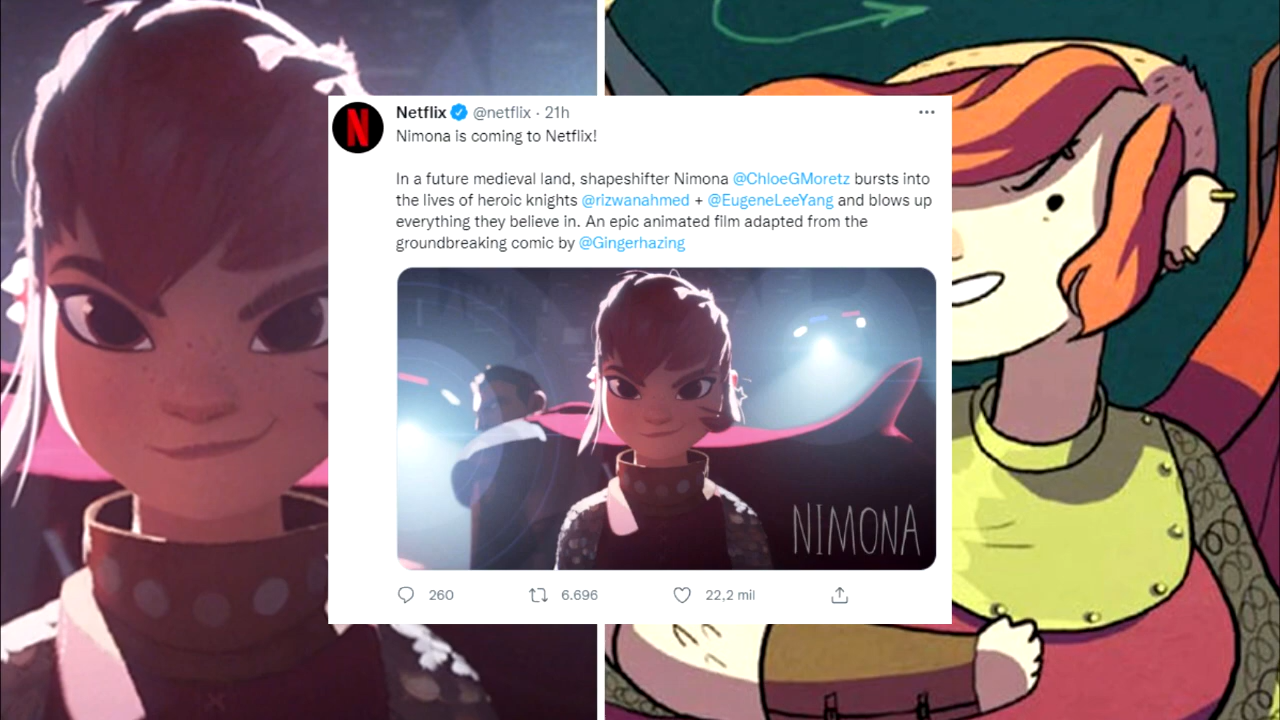 Netflix @netflix · 21h
Nimona is coming to Netflix!
In a future medieval land, shapeshifter Nimona @ChloeGMoretz bursts into
the lives of heroic knights @rizwanahmed + @EugeneLeeYang and blows up
everything they believe in. An epic animated film adapted from the
groundbreaking comic by @Gingerhazing
NIMONA
260 6.696 22,2 mil